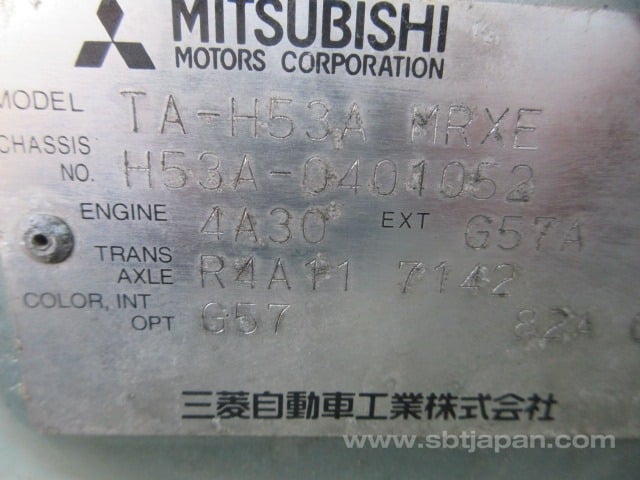 MITSUBISHI
MOTORS CORPORATION
MODEL TA-H53A MRXE
CHASSIS NO. H53A-0401052
ENGINE 4A30 EXT G57A
TRANS AXLE R4A11 7142
COLOR, INT OPT G57 82A
三菱自動車工業株式会社
www.sbtjapan.com